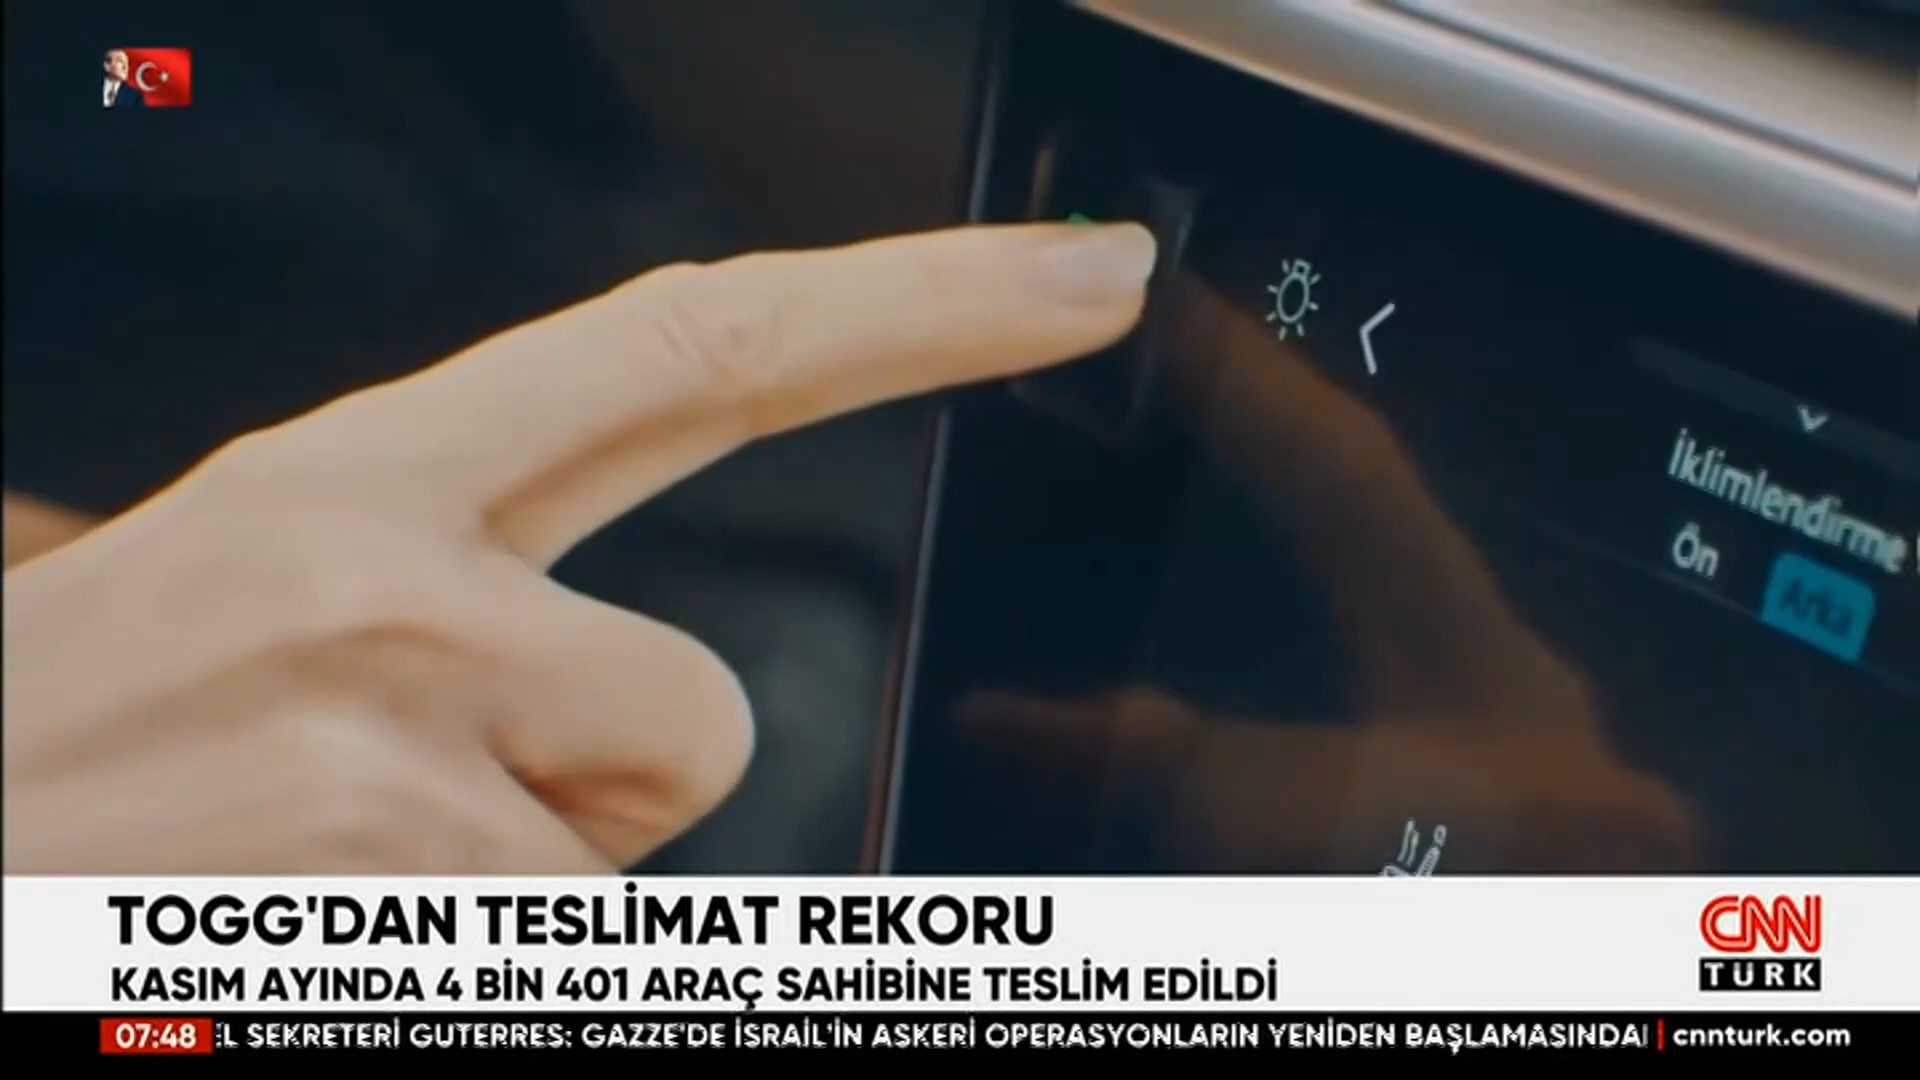 İklimlendirme
Ön
Arka
TOGG'DAN TESLİMAT REKORU
KASIM AYINDA 4 BİN 401 ARAÇ SAHİBİNE TESLİM EDİLDİ
CNN
TÜRK
07:48
SEKRETERİ GUTERRES: GAZZE'DE İSRAİL'İN ASKERİ OPERASYONLARIN YENİDEN BAŞLAMASINDA
cnnturk.com